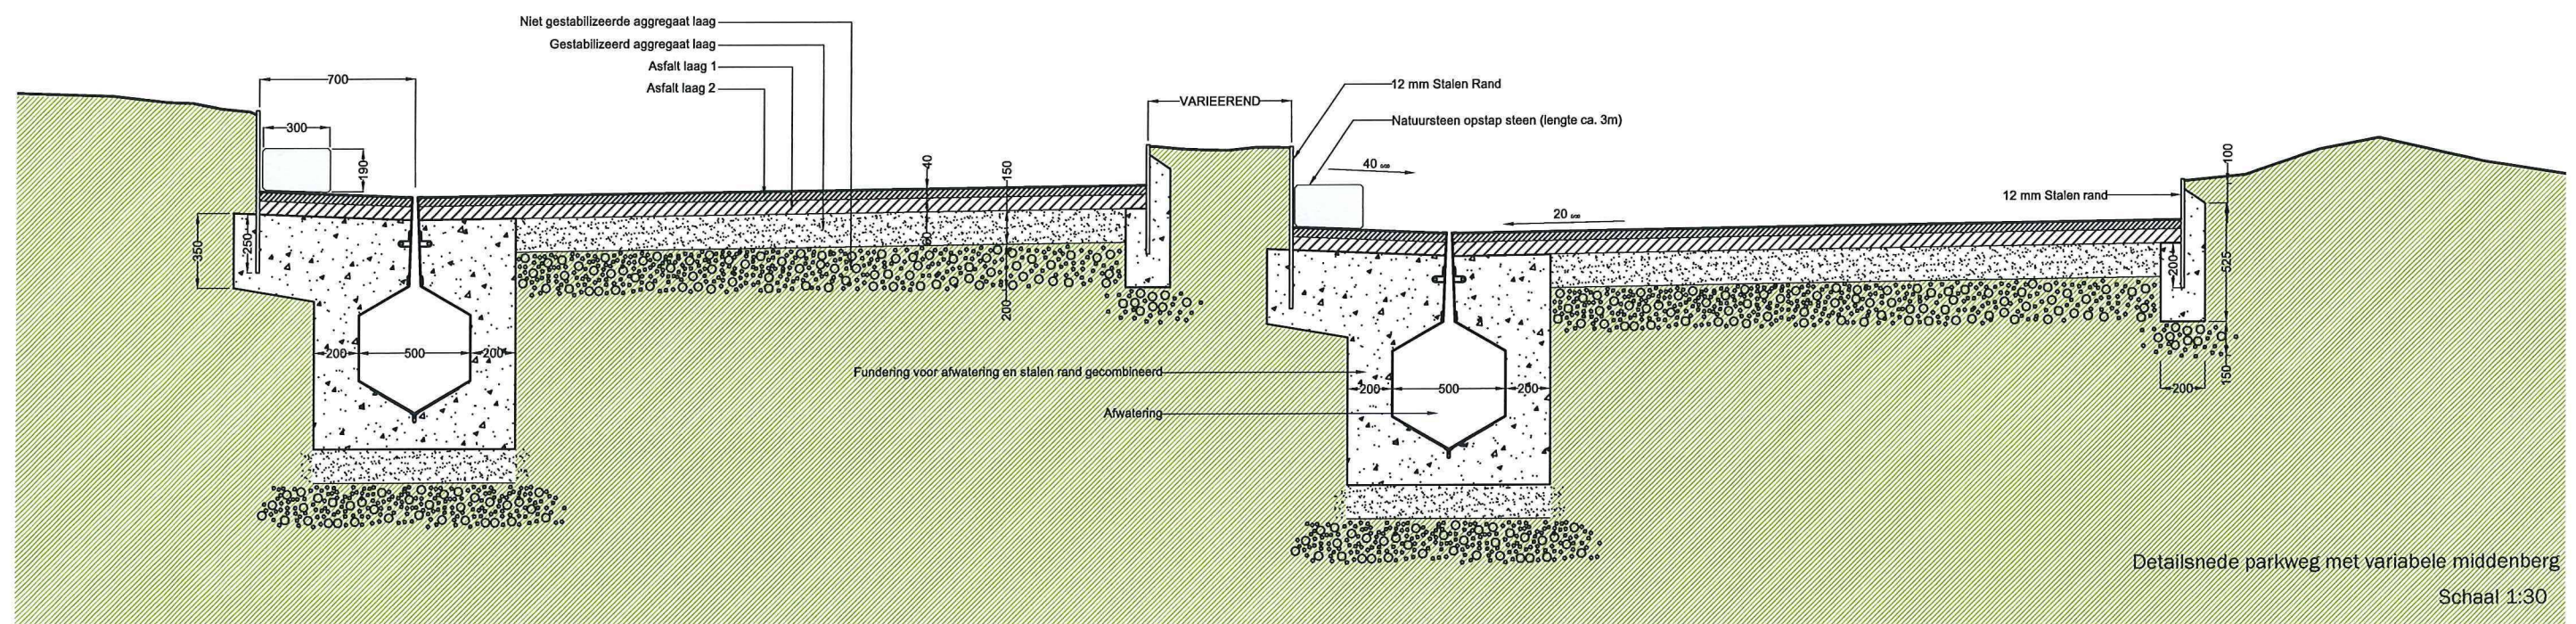 Niet gestabilizeerde aggregaat laag
Gestabilizeerd aggregaat laag
Asfalt laag 1
Asfalt laag 2
700
300
190
350
250
200
500
200
40
150
60
200
VARIEEREND
12 mm Stalen Rand
Natuursteen opstap steen (lengte ca. 3m)
40
20
12 mm Stalen rand
100
200
525
150
200
Fundering voor afwatering en stalen rand gecombineerd
Afwatering
200
500
200
Detailsnede parkweg met variabele middenberg
Schaal 1:30